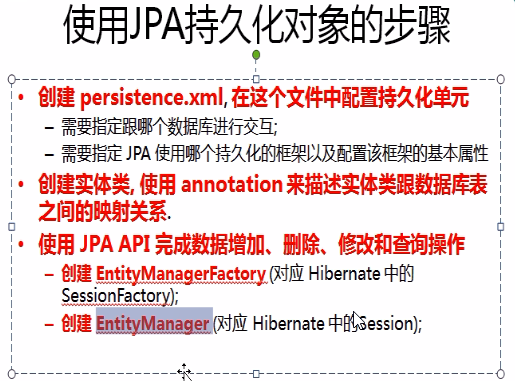 使用JPA持久化对象的步骤
• 创建 persistence.xml, 在这个文件中配置持久化单元
– 需要指定跟哪个数据库进行交互;
– 需要指定 JPA 使用哪个持久化的框架以及配置该框架的基本属性
• 创建实体类, 使用 annotation 来描述实体类跟数据库表
之间的映射关系.
• 使用 JPA API 完成数据增加、删除、修改和查询操作
– 创建 EntityManagerFactory (对应 Hibernate 中的
SessionFactory);
– 创建 EntityManager (对应 Hibernate 中的Session);